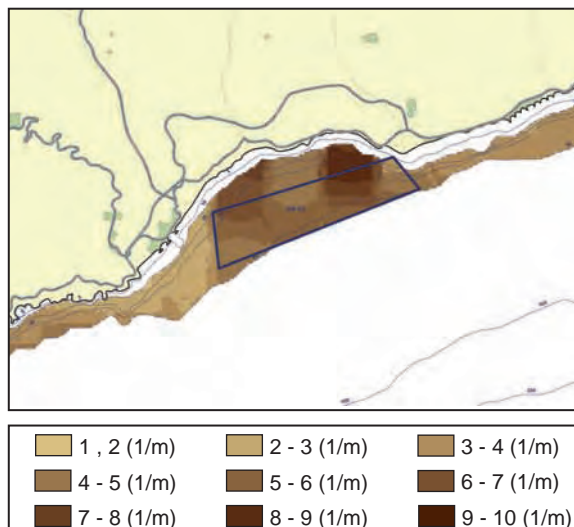 1 , 2 (1/m) 2 - 3 (1/m) 3 - 4 (1/m)
4 - 5 (1/m) 5 - 6 (1/m) 6 - 7 (1/m)
7 - 8 (1/m) 8 - 9 (1/m) 9 - 10 (1/m)